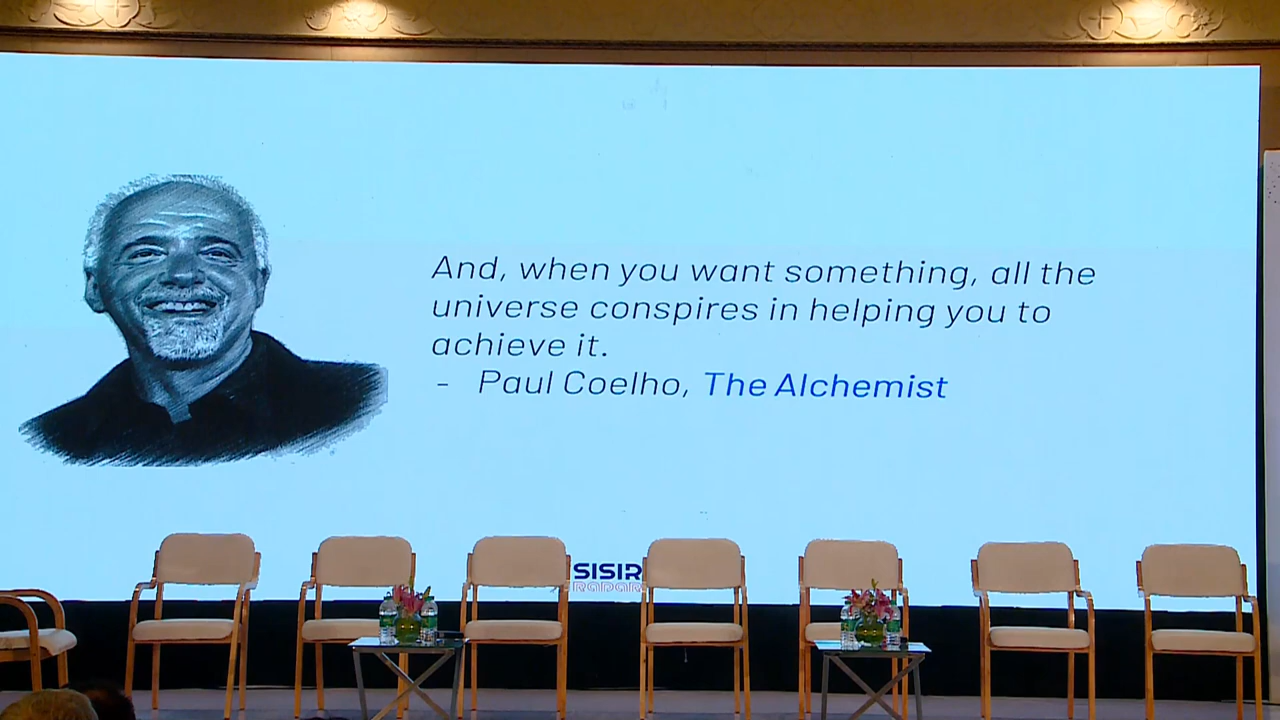 And, when you want something, all the
universe conspires in helping you to
achieve it.
- Paul Coelho, The Alchemist
SISIR
RADAR